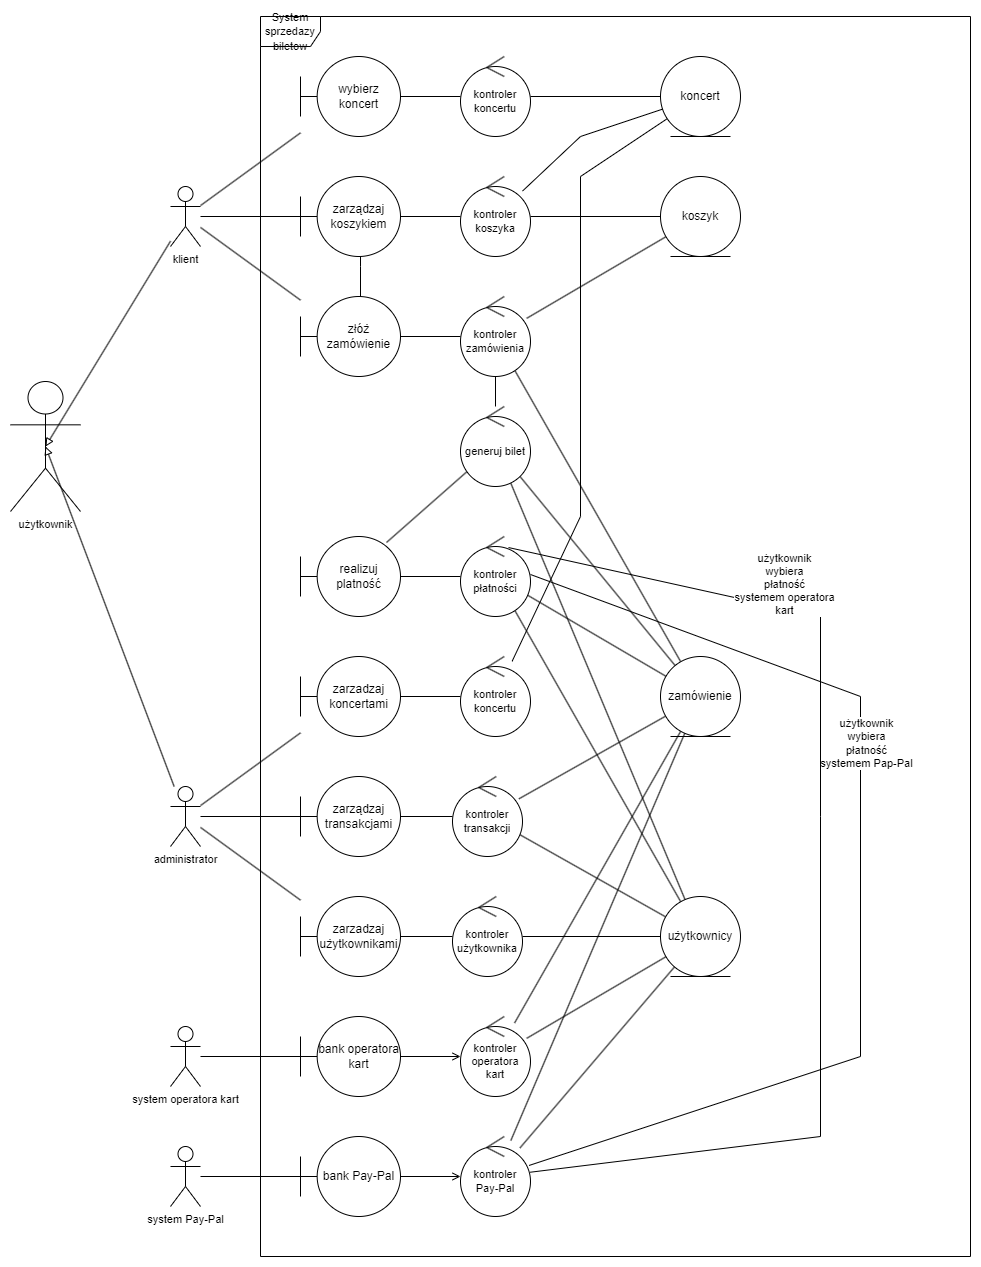 System
sprzedazy
biletow
wybierz
koncert
kontroler
koncertu
koncert
klient
zarządzaj
koszykiem
kontroler
koszyka
koszyk
złóż
zamówienie
kontroler
zamówienia
użytkownik
generuj bilet
realizuj
platność
kontroler
płatności
użytkownik
wybiera
płatność
systemem operatora
kart
zarzadzaj
koncertami
kontroler
koncertu
zamówienie
użytkownik
wybiera
płatność
systemem Pap-Pal
administrator
zarządzaj
transakcjami
kontroler
transakcji
zarzadzaj
użytkownikami
kontroler
użytkownika
użytkownicy
system operatora kart
bank operatora
kart
kontroler
operatora
kart
system Pay-Pal
bank Pay-Pal
kontroler
Pay-Pal